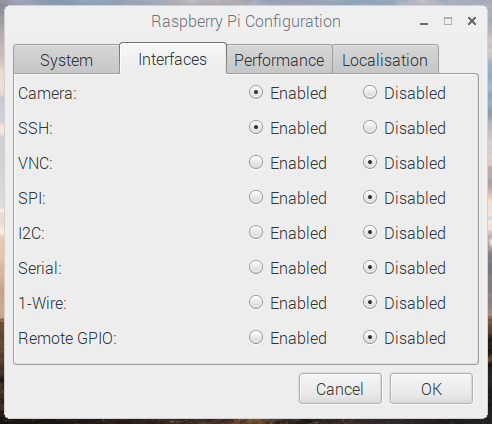 Raspberry Pi Configuration
System Interfaces Performance Localisation
Camera: Enabled Disabled
SSH: Enabled Disabled
VNC: Enabled Disabled
SPI: Enabled Disabled
I2C: Enabled Disabled
Serial: Enabled Disabled
1-Wire: Enabled Disabled
Remote GPIO: Enabled Disabled
Cancel OK